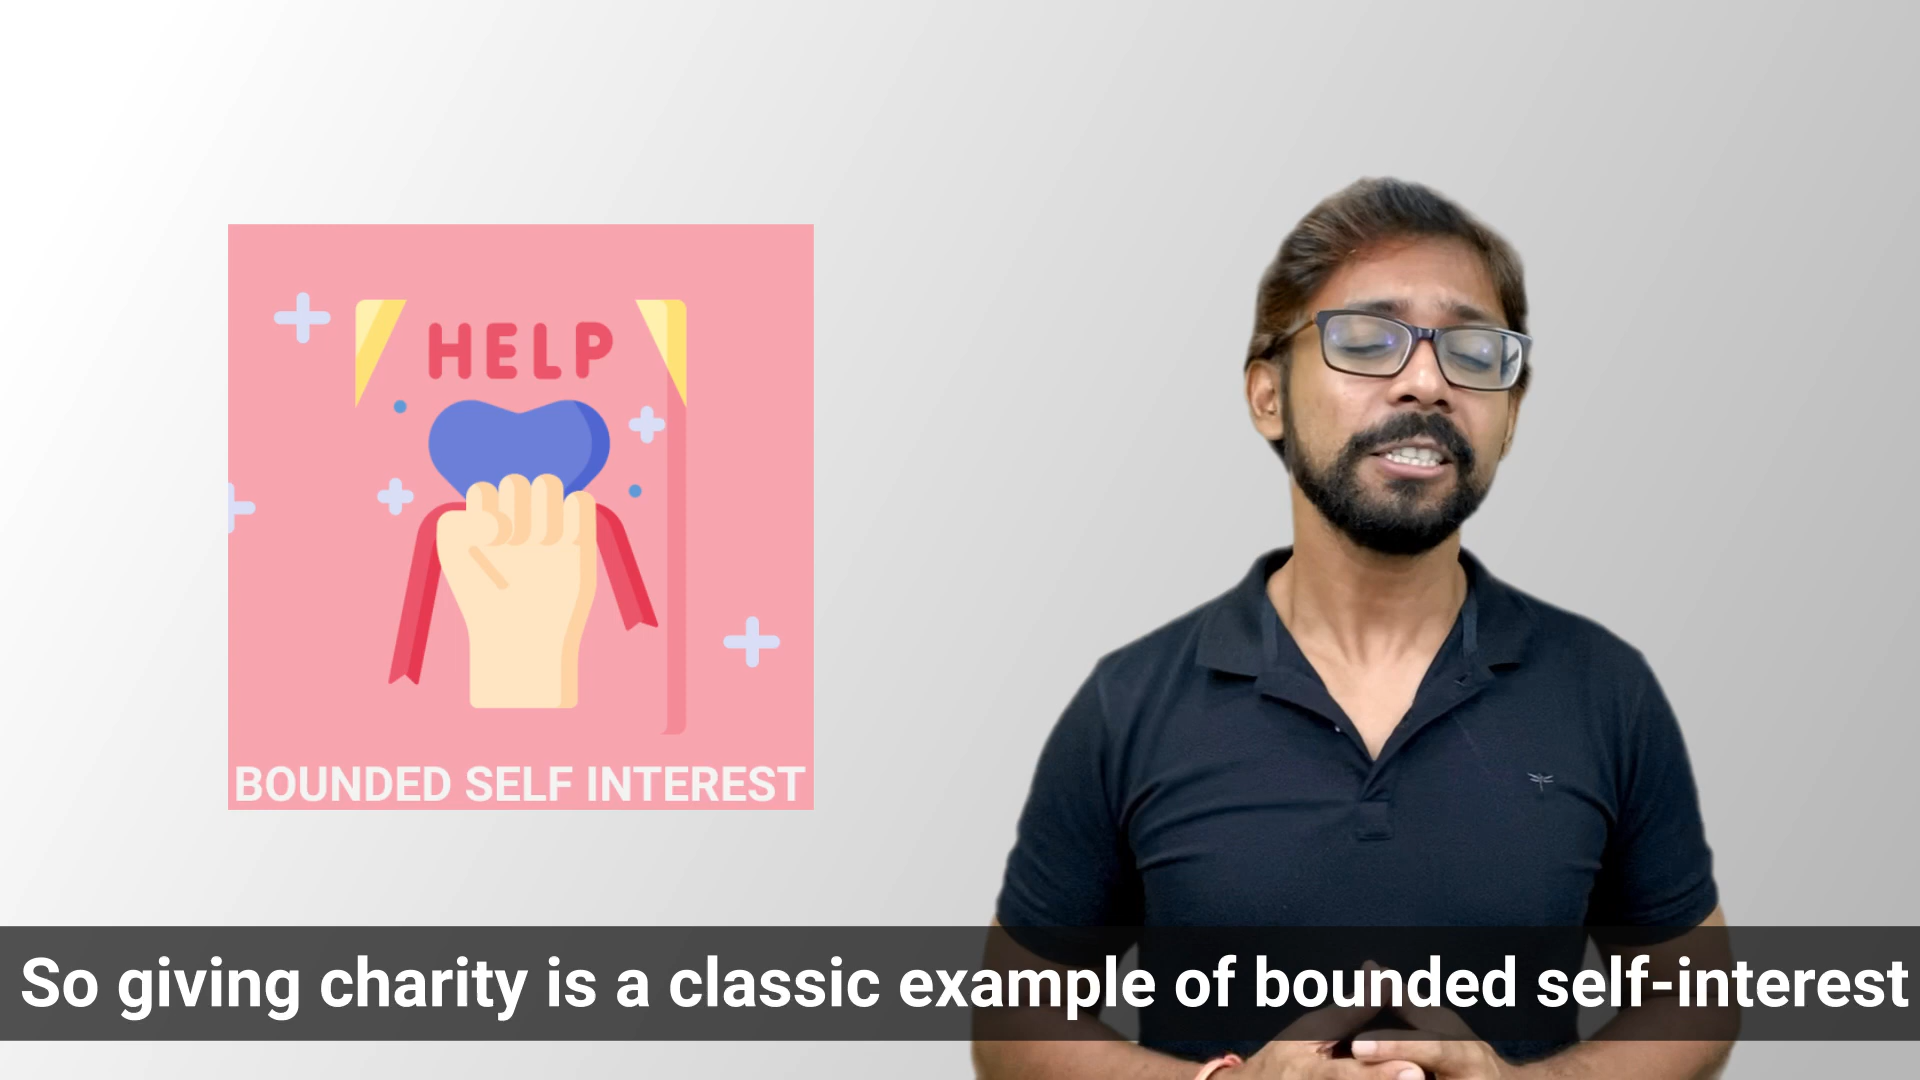 HELP
BOUNDED SELF INTEREST
So giving charity is a classic example of bounded self-interest